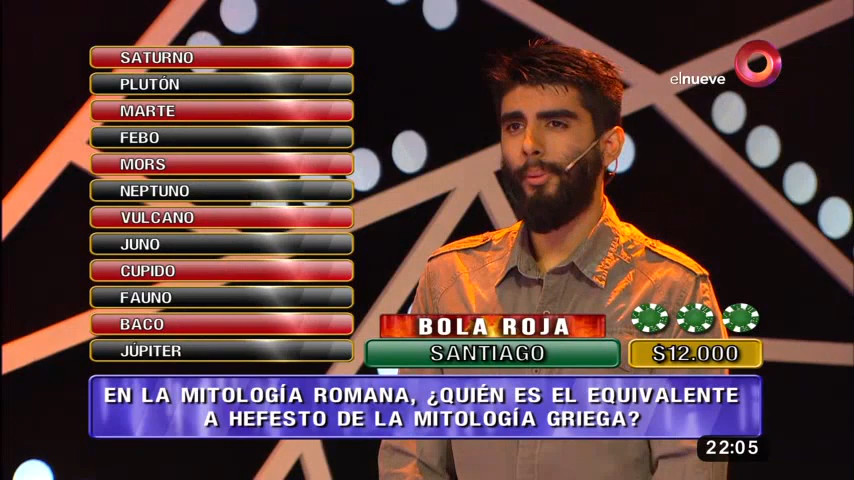 SATURNO
PLUTÓN
MARTE
FEBO
MORS
NEPTUNO
VULCANO
JUNO
CUPIDO
FAUNO
BACO
JÚPITER
elnueve
BOLA ROJA
SANTIAGO
$12.000
EN LA MITOLOGÍA ROMANA, ¿QUIÉN ES EL EQUIVALENTE
A HEFESTO DE LA MITOLOGÍA GRIEGA?
22:05